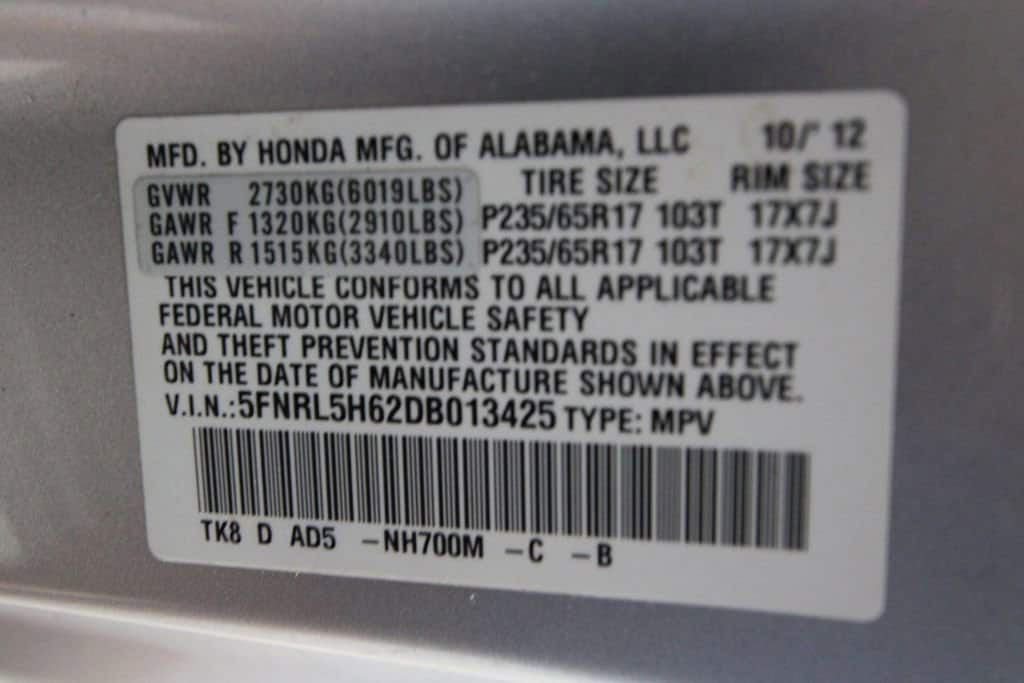 MFD. BY HONDA MFG. OF ALABAMA, LLC 10/ 12
GVWR 2730KG(6019LBS) TIRE SIZE RIM SIZE
GAWR F 1320KG(2910LBS) P235/65R17 103T 17X7J
GAWR R 1515KG(3340LBS) P235/65R17 103T 17X7J
THIS VEHICLE CONFORMS TO ALL APPLICABLE
FEDERAL MOTOR VEHICLE SAFETY
AND THEFT PREVENTION STANDARDS IN EFFECT
ON THE DATE OF MANUFACTURE SHOWN ABOVE.
V.I.N.:5FNRL5H62DB013425 TYPE: MPV
TK8 D AD5 -NH700M -C -B